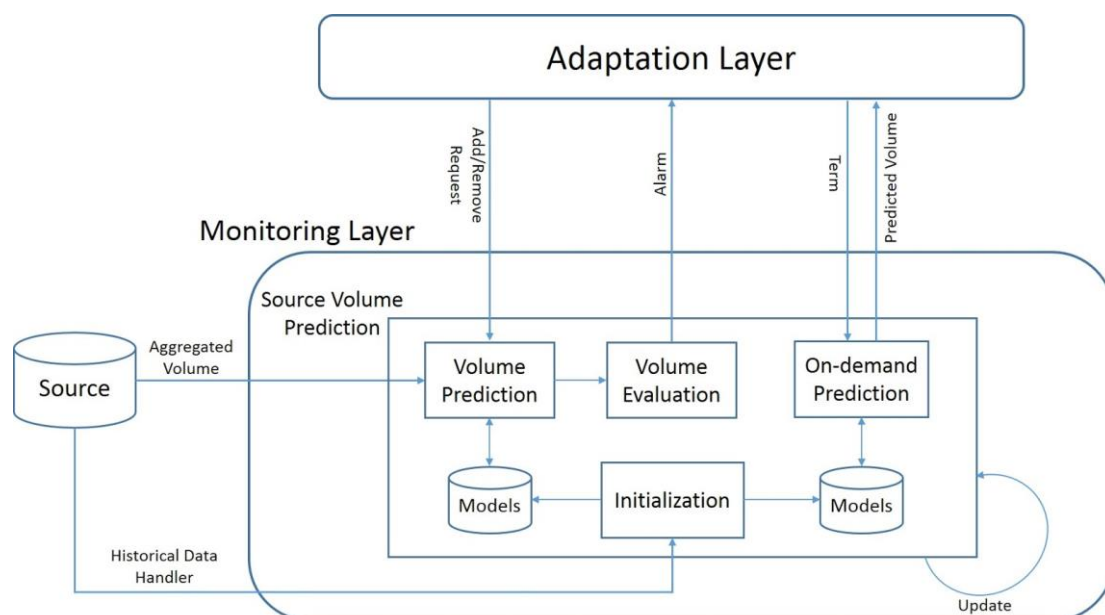 Adaptation Layer
Add/Remove
Request
Alarm
Term
Predicted Volume
Monitoring Layer
Source Volume
Prediction
Aggregated
Volume
Source
Volume
Prediction
Volume
Evaluation
On-demand
Prediction
Models
Initialization
Models
Historical Data
Handler
Update